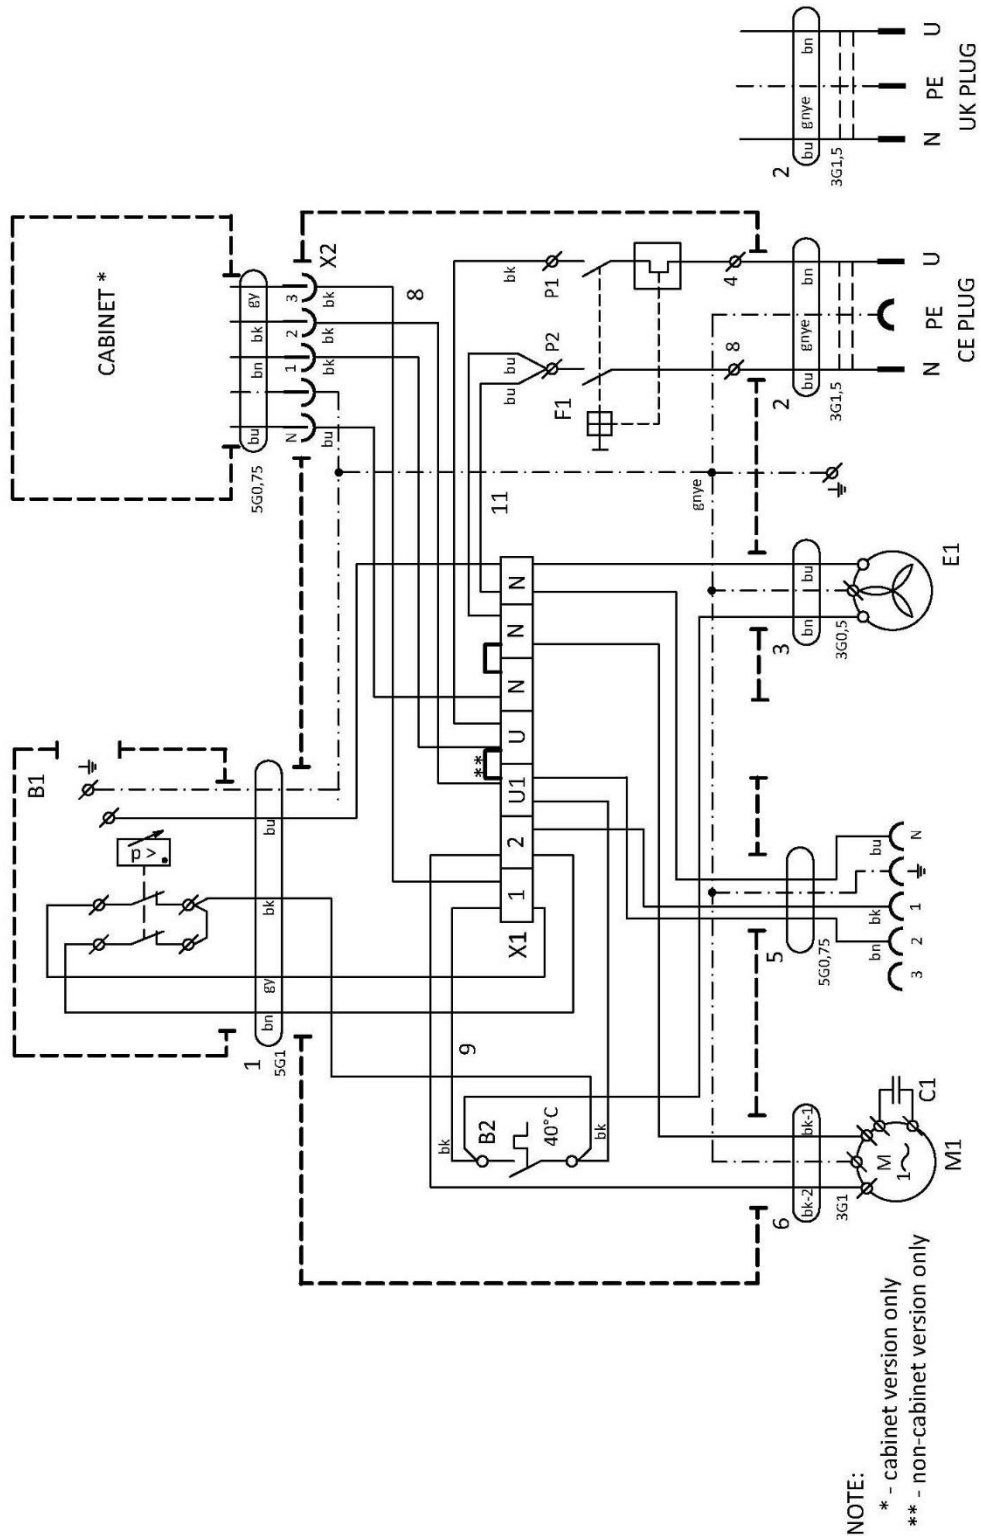 CABINET *
bu
bn
bk
gy
5G0,75
N
1
2
3
X2
bu
bk
bk
bk
8
B1
p >
bu
bk
gy
bn
1
5G1
9
11
**
X1
1
2
U1
U
N
N
N
bk
B2
40°C
bk
bu
bu
bk
P2
P1
F1
8
4
gnye
bk-2
bk-1
6
3G1
M
1~
M1
C1
5
5G0,75
bn
bk
bu
3
2
1
N
3
bn
bu
3G0,5
E1
2
bu
gnye
bn
3G1,5
N
PE
U
CE PLUG
2
bu
gnye
bn
3G1,5
N
PE
U
UK PLUG
NOTE:
* - cabinet version only
** - non-cabinet version only